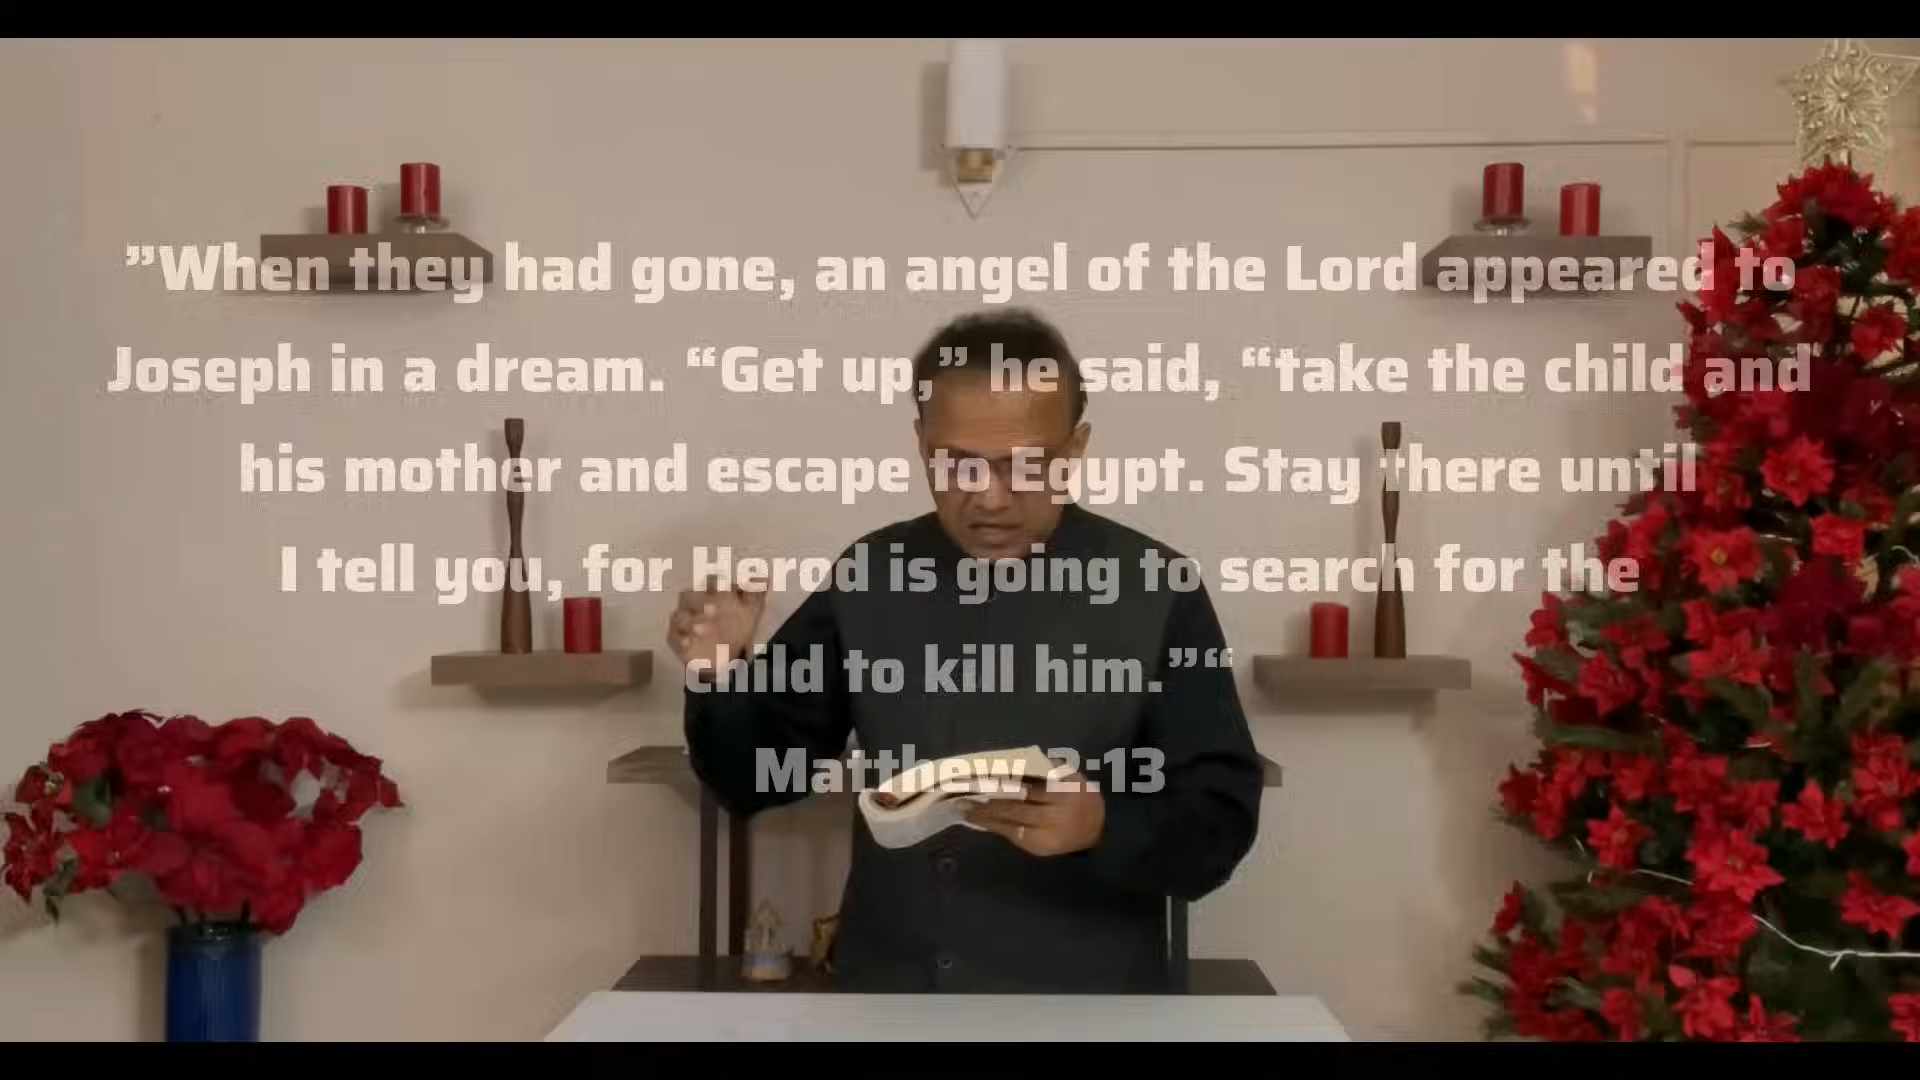 ”When they had gone, an angel of the Lord appeared to
Joseph in a dream. “Get up,” he said, “take the child and
his mother and escape to Egypt. Stay there until
I tell you, for Herod is going to search for the
child to kill him.”“
Matthew 2:13